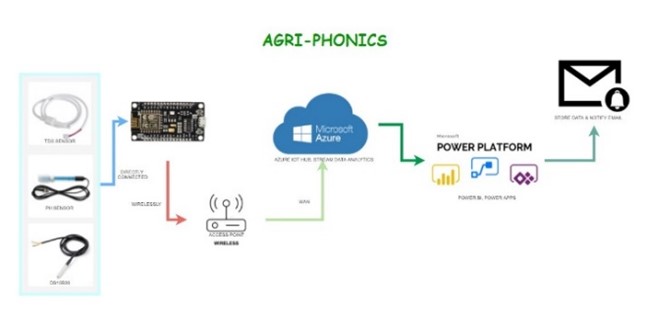 AGRI-PHONICS
TDS-SENSOR
PH-SENSOR
DIRECTLY
CONNECTED
WIRELESSLY
ACCESS POINT
WIRELESS
WAN
Microsoft
Azure
AZURE IOT HUB, STREAM DATA ANALYTICS
Microsoft
POWER PLATFORM
POWER BI, POWER APPS
STORE DATA & NOTIFY EMAIL